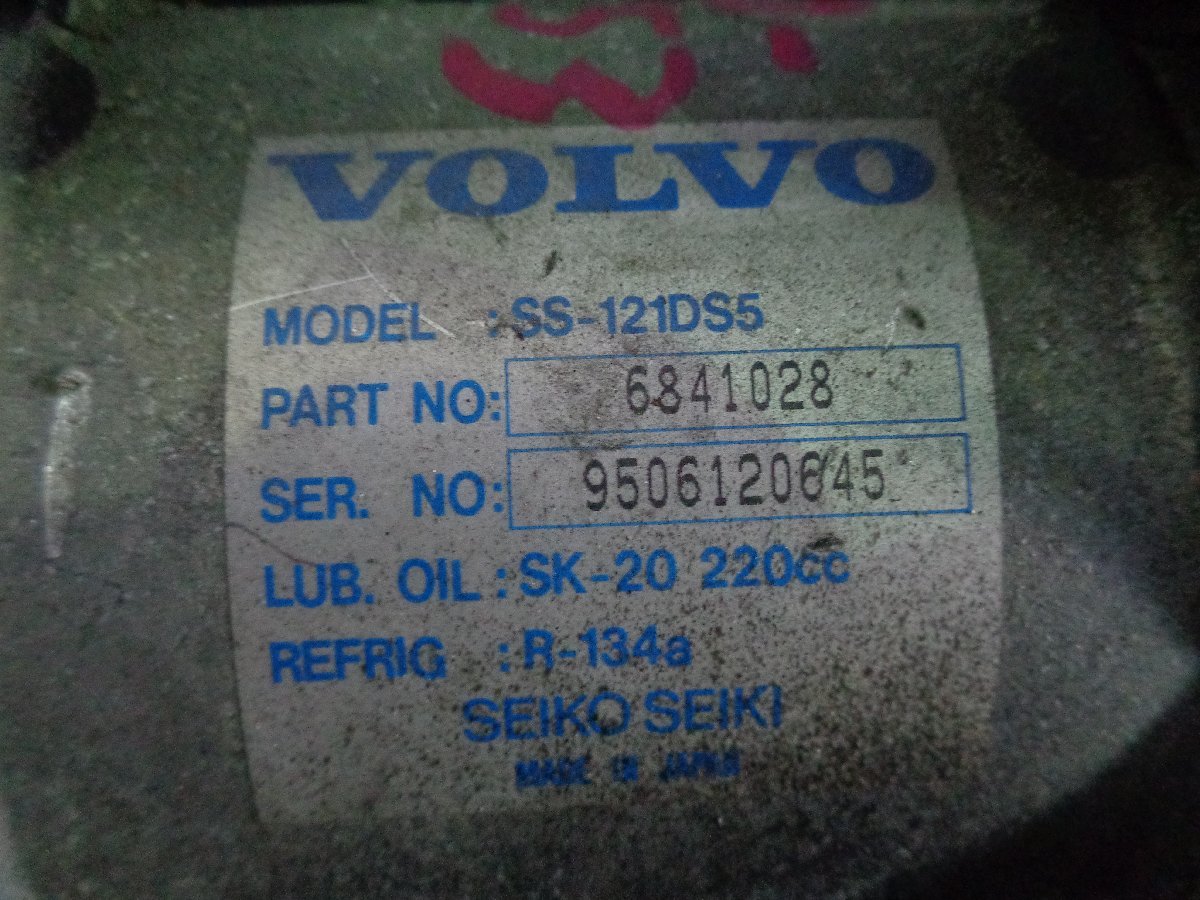 VOLVO
MODEL :SS-121DS5
PART NO: 6841028
SER. NO: 9506120645
LUB. OIL : SK-20 220cc
REFRIG :R-134a
SEIKO SEIKI
MADE IN JAPAN